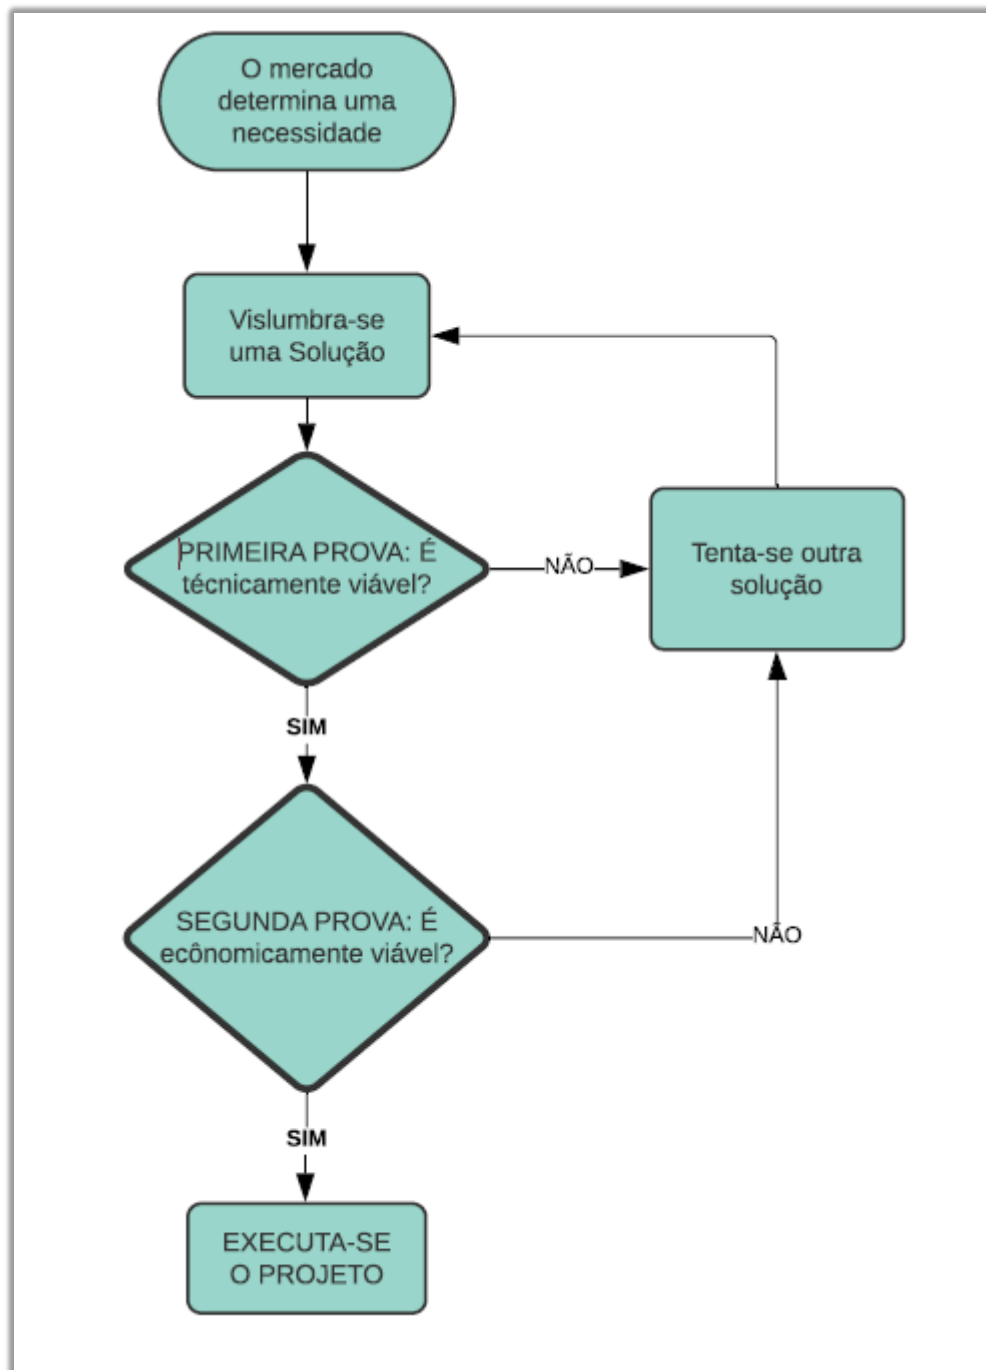 O mercado
determina uma
necessidade
Vislumbra-se
uma Solução
PRIMEIRA PROVA: É
técnicamente viável?
NÃO
Tenta-se outra
solução
SIM
SEGUNDA PROVA: É
ecônomicamente viável?
NÃO
SIM
EXECUTA-SE
O PROJETO